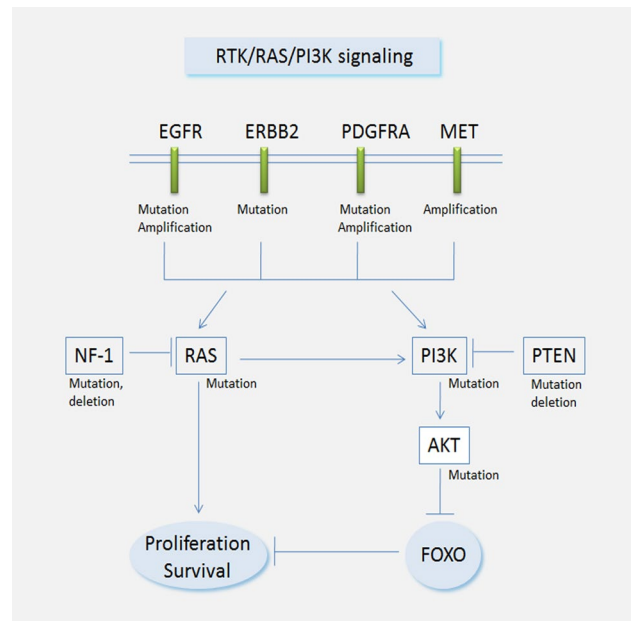 RTK/RAS/PI3K signaling
EGFR
ERBB2
PDGFRA
MET
Mutation
Amplification
Mutation
Mutation
Amplification
Amplification
NF-1
RAS
PI3K
PTEN
Mutation,
deletion
Mutation
Mutation
Mutation
deletion
AKT
Mutation
Proliferation
Survival
FOXO